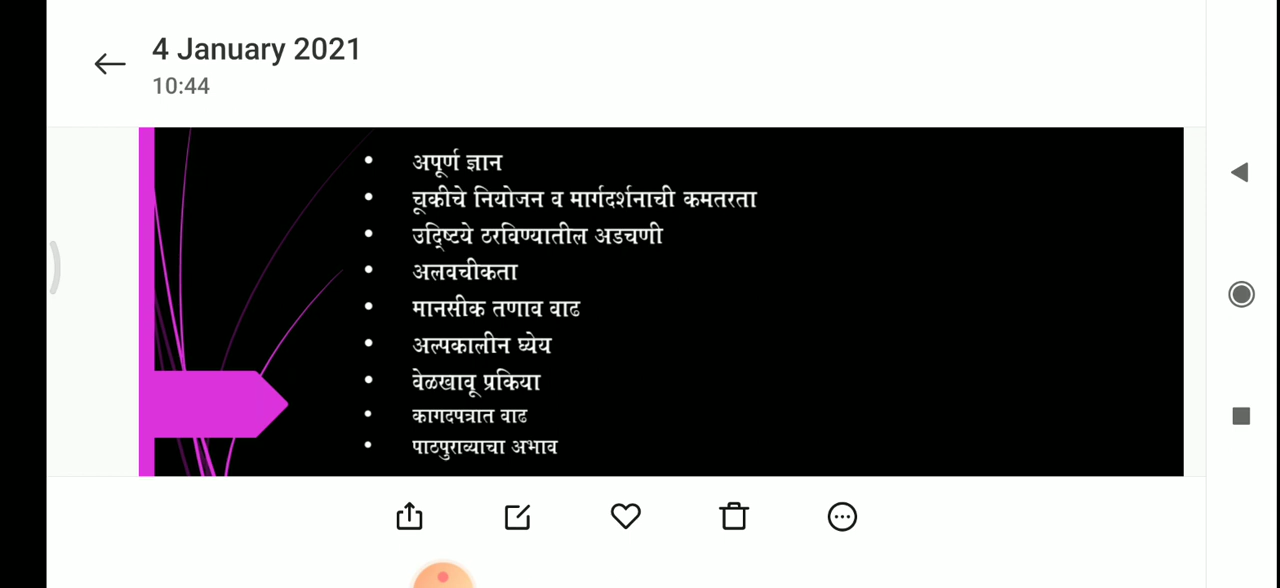 4 January 2021
10:44
• अपूर्ण ज्ञान
• चूकीचे नियोजन व मार्गदर्शनाची कमतरता
• उद्दिष्टये ठरविण्यातील अडचणी
• अलवचीकता
• मानसीक तणाव वाढ
• अल्पकालीन घ्येय
• वेळखावू प्रकिया
• कागदपत्रात वाढ
• पाठपुराव्याचा अभाव